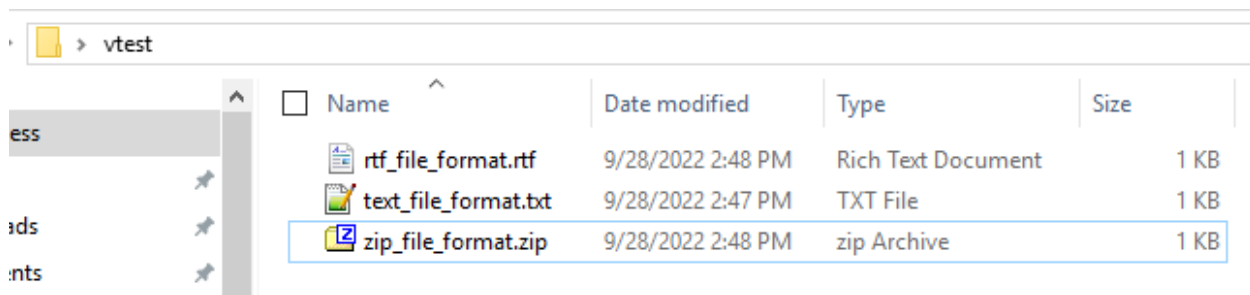 vtest
Name Date modified Type Size
ess
rtf_file_format.rtf 9/28/2022 2:48 PM Rich Text Document 1 KB
text_file_format.txt 9/28/2022 2:47 PM TXT File 1 KB
ads
zip_file_format.zip 9/28/2022 2:48 PM zip Archive 1 KB
ents